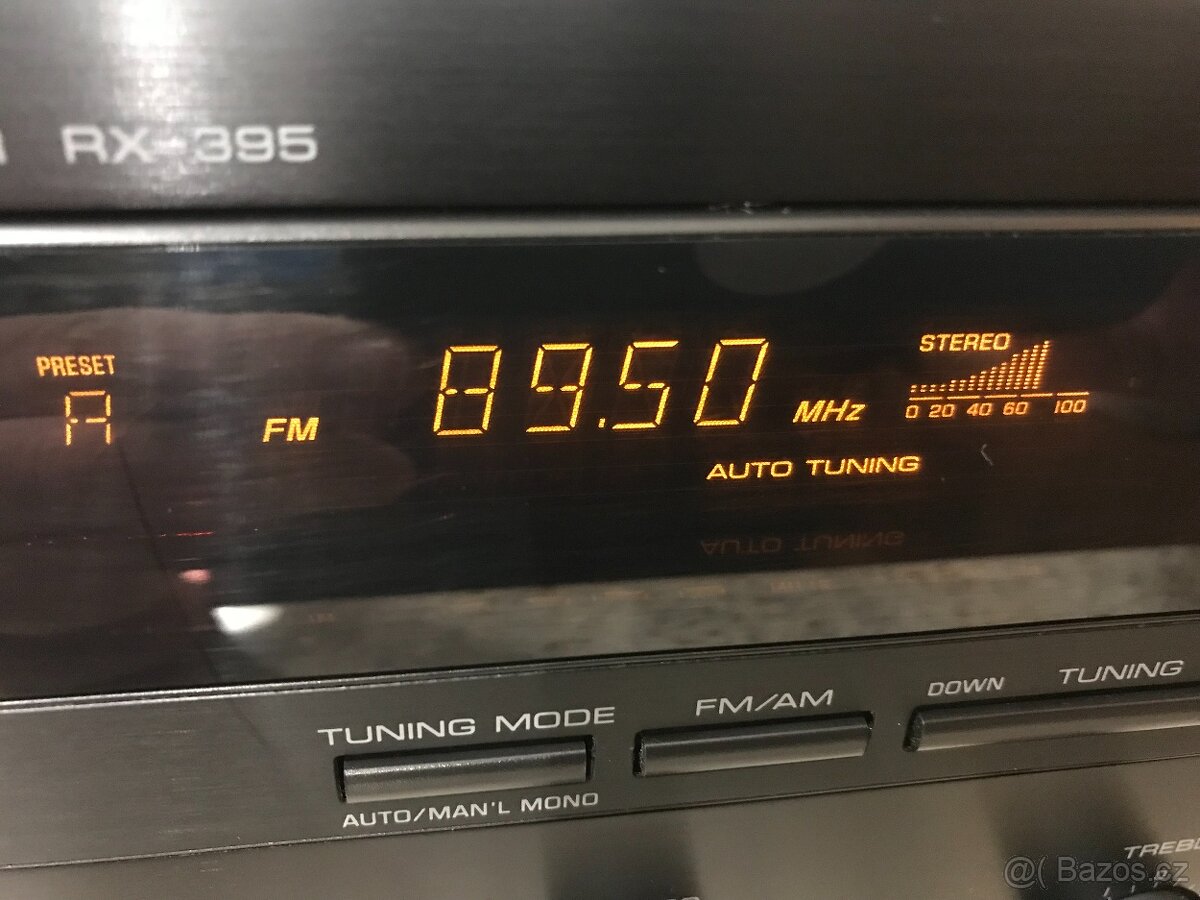 RX-395
PRESET
A
FM 89.50 MHz
STEREO
0 20 40 60 100
AUTO TUNING
TUNING MODE
AUTO/MAN'L MONO
FM/AM
DOWN TUNING
@( Bazos.cz